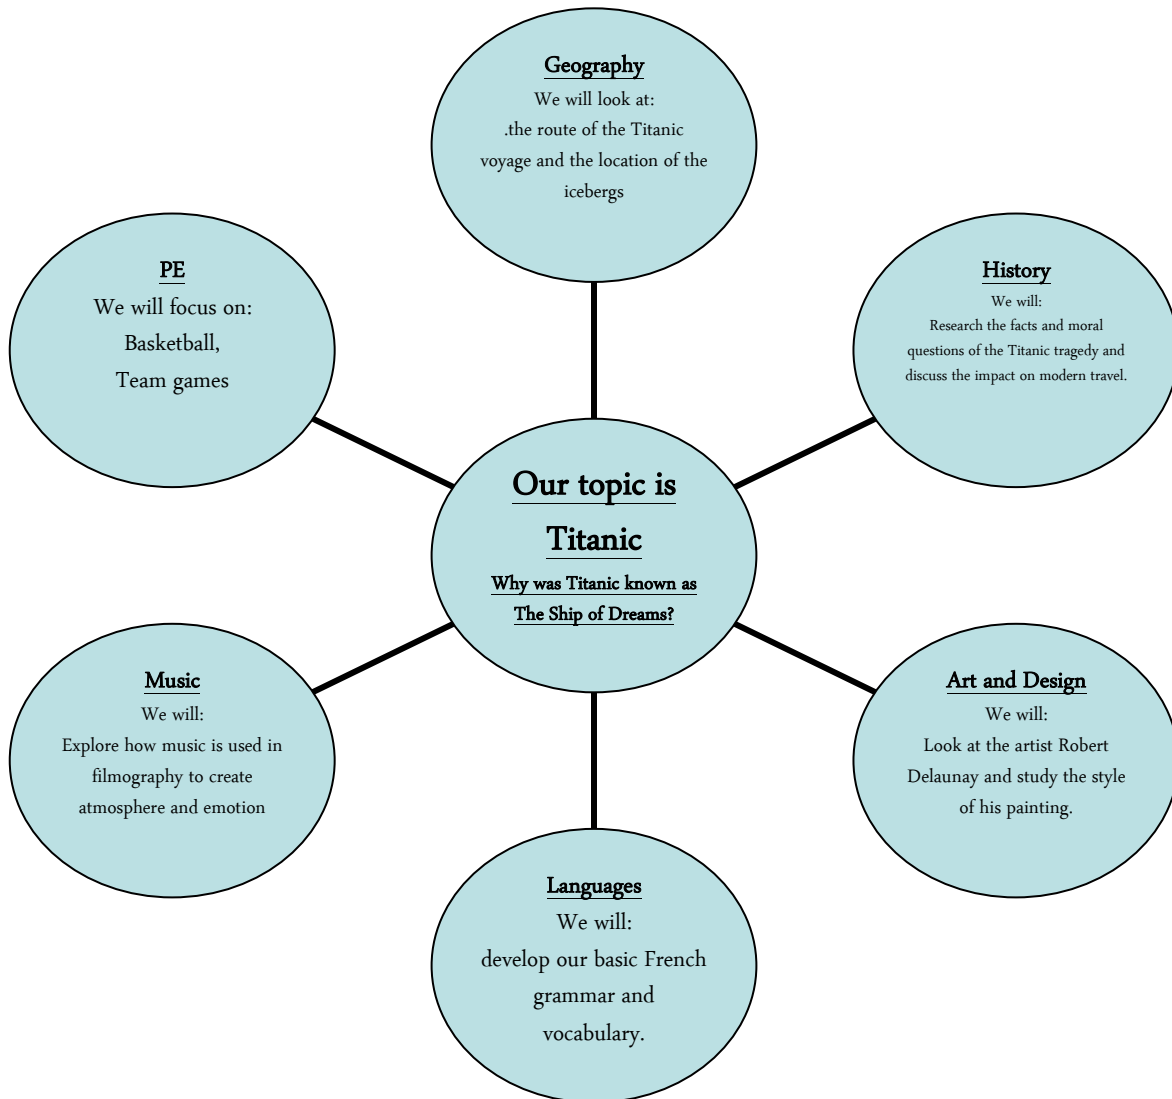 Geography
We will look at:
.the route of the Titanic
voyage and the location of the
icebergs
PE
We will focus on:
Basketball,
Team games
History
We will:
Research the facts and moral
questions of the Titanic tragedy and
discuss the impact on modern travel.
Our topic is
Titanic
Why was Titanic known as
The Ship of Dreams?
Music
We will:
Explore how music is used in
filmography to create
atmosphere and emotion
Art and Design
We will:
Look at the artist Robert
Delaunay and study the style
of his painting.
Languages
We will:
develop our basic French
grammar and
vocabulary.